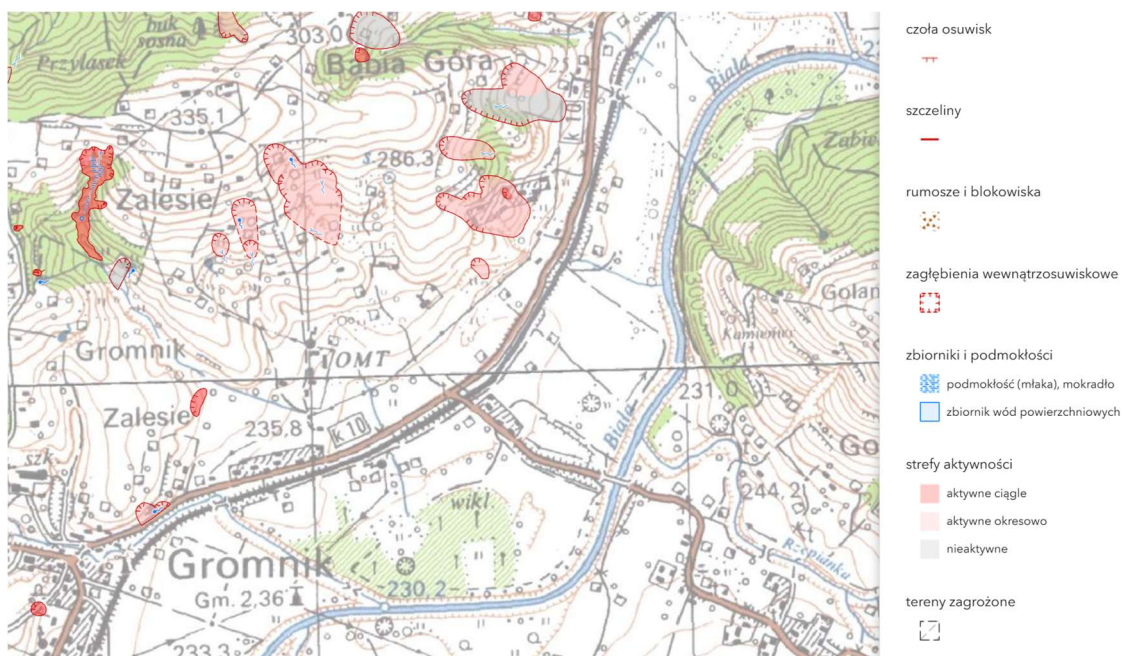 buk
sosna
303,0
Przylasek
Babia Góra
k 10
Biała
335,1
286,3
Zalesie
Golan
Kamieniec
Gromnik
OMT
231,0
Zalesie
235,8
k 10
Biała
Go
szk
wikl.
244,2
Rzepianka
Gromnik
230,2
Gm. 2,36
233,3
czoła osuwisk
szczeliny
rumosze i blokowiska
zagłębienia wewnątrzosuwiskowe
zbiorniki i podmokłości
podmokłość (młaka), mokradło
zbiornik wód powierzchniowych
strefy aktywności
aktywne ciągle
aktywne okresowo
nieaktywne
tereny zagrożone